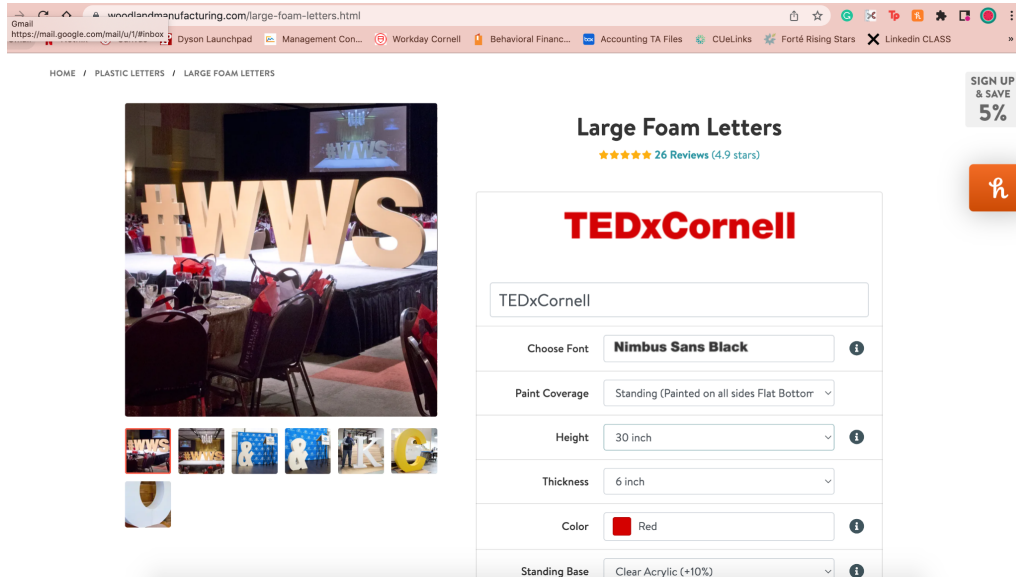 woodlandmanufacturing.com/large-foam-letters.html
Gmail
https://mail.google.com/mail/u/1/#inbox
Dyson Launchpad
Management Con...
Workday Cornell
Behavioral Financ...
box
Accounting TA Files
CUeLinks
Forté Rising Stars
Linkedin CLASS
»
HOME / PLASTIC LETTERS / LARGE FOAM LETTERS
SIGN UP
& SAVE
5%
#WWS
#WWS
Large Foam Letters
26 Reviews (4.9 stars)
TEDxCornell
TEDxCornell
Choose Font
Nimbus Sans Black
Paint Coverage
Standing (Painted on all sides Flat Bottom
Height
30 inch
Thickness
6 inch
Color
Red
Standing Base
Clear Acrylic (+10%)